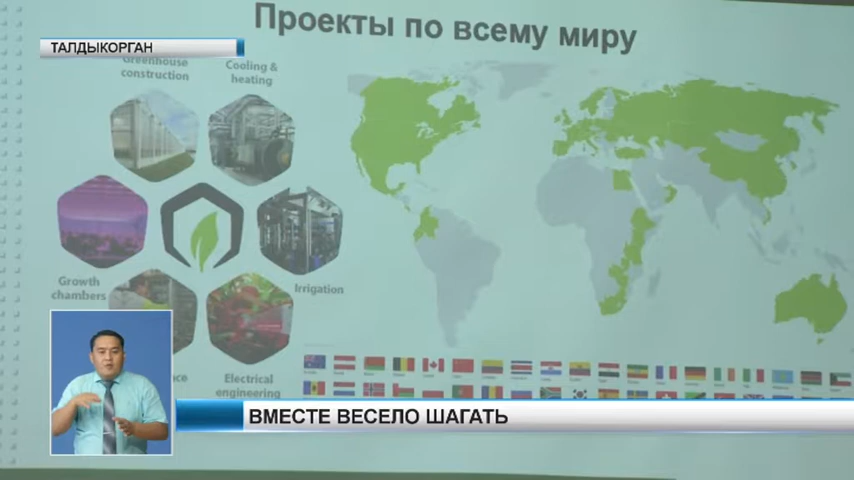 Проекты по всему миру
ТАЛДЫКОРГАН
Greenhouse
construction
Cooling &
heating
Growth
chambers
Irrigation
Electrical
engineering
ВМЕСТЕ ВЕСЕЛО ШАГАТЬ